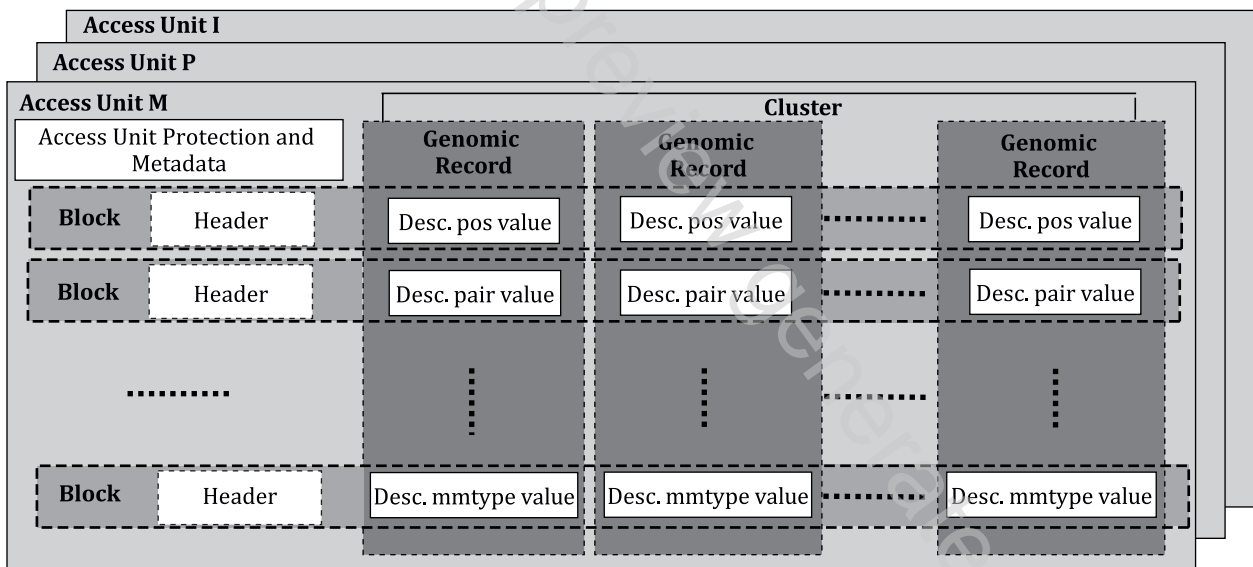 Access Unit I
Access Unit P
Access Unit M
Cluster
Access Unit Protection and
Metadata
Genomic
Record
Genomic
Record
Genomic
Record
Block
Header
Desc. pos value
Desc. pos value
Desc. pos value
Block
Header
Desc. pair value
Desc. pair value
Desc. pair value
Block
Header
Desc. mmtype value
Desc. mmtype value
Desc. mmtype value
preview generate